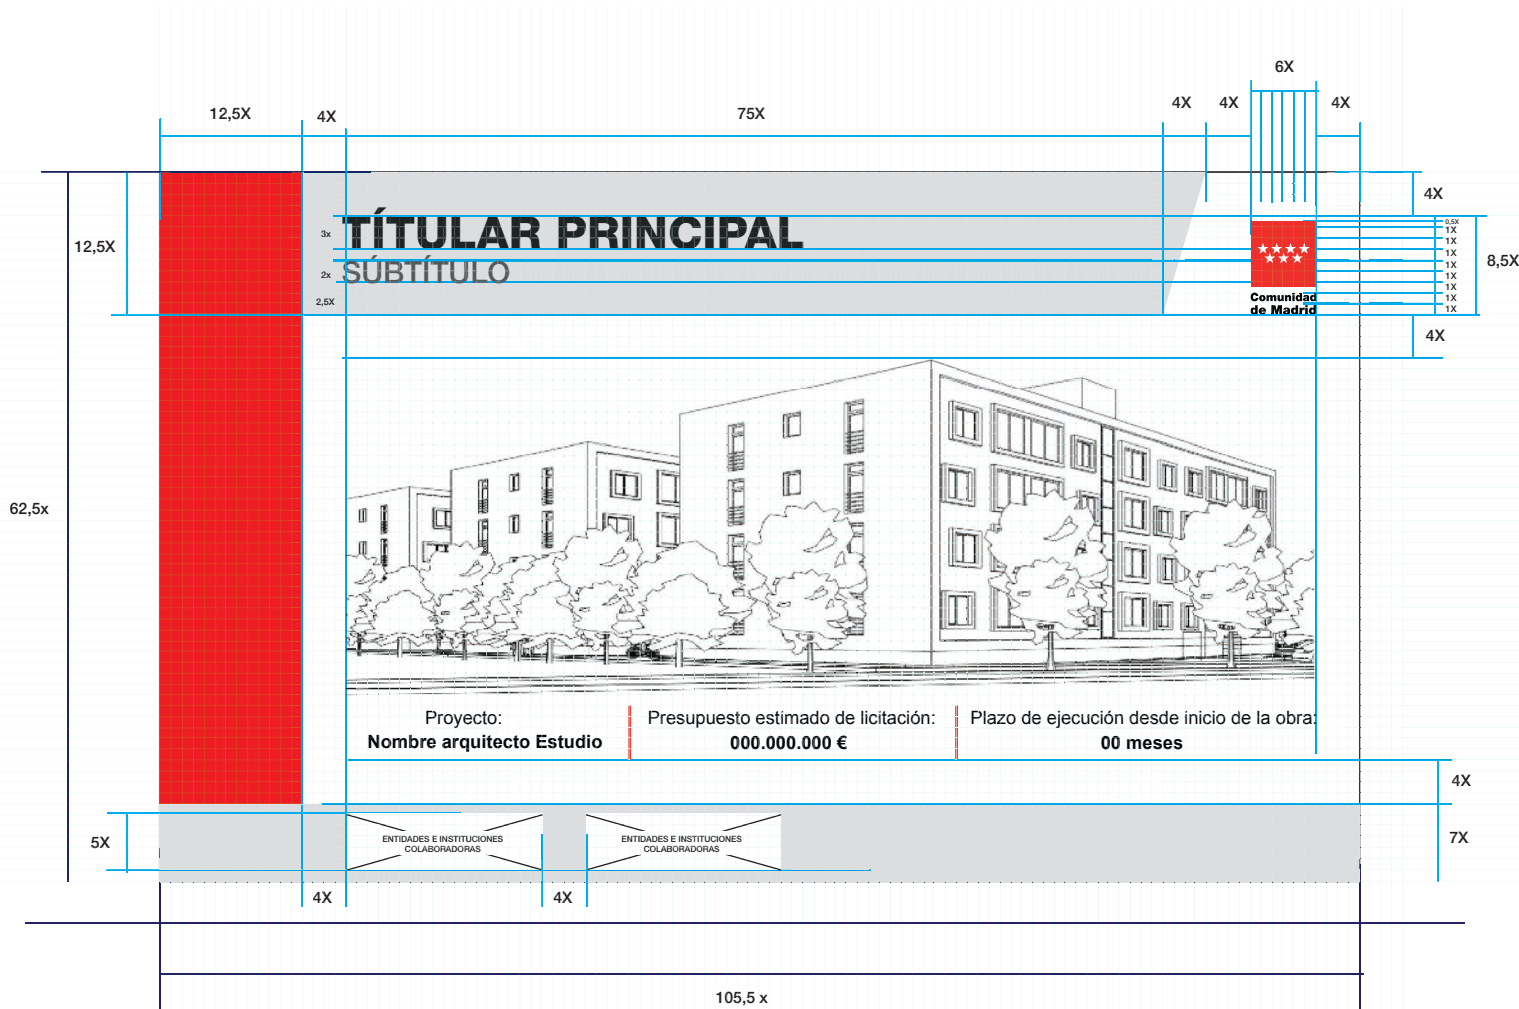 6X
12,5X
4X
75X
4X
4X
4X
4X
12,5X
3x
TÍTULAR PRINCIPAL
2x
SÚBTÍTULO
2,5X
0,5X
1X
1X
1X
1X
1X
1X
1X
1X
8,5X
Comunidad
de Madrid
4X
62,5x
Proyecto:
Nombre arquitecto Estudio
Presupuesto estimado de licitación:
000.000.000 €
Plazo de ejecución desde inicio de la obra:
00 meses
4X
5X
ENTIDADES E INSTITUCIONES
COLABORADORAS
ENTIDADES E INSTITUCIONES
COLABORADORAS
7X
4X
4X
105,5 x